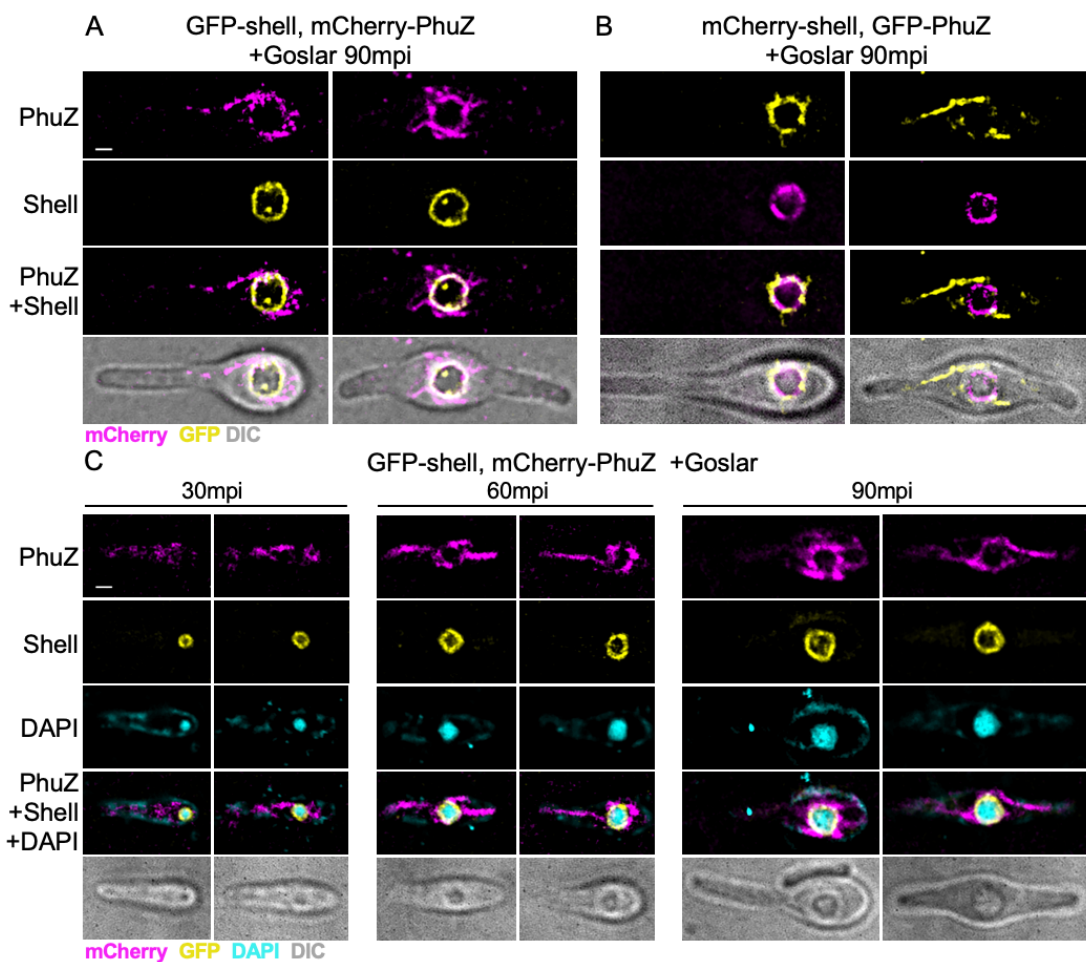 A
GFP-shell, mCherry-PhuZ
+Goslar 90mpi
B
mCherry-shell, GFP-PhuZ
+Goslar 90mpi
PhuZ
Shell
PhuZ
+Shell
mCherry GFP DIC
C
GFP-shell, mCherry-PhuZ +Goslar
30mpi
60mpi
90mpi
PhuZ
Shell
DAPI
PhuZ
+Shell
+DAPI
mCherry GFP DAPI DIC